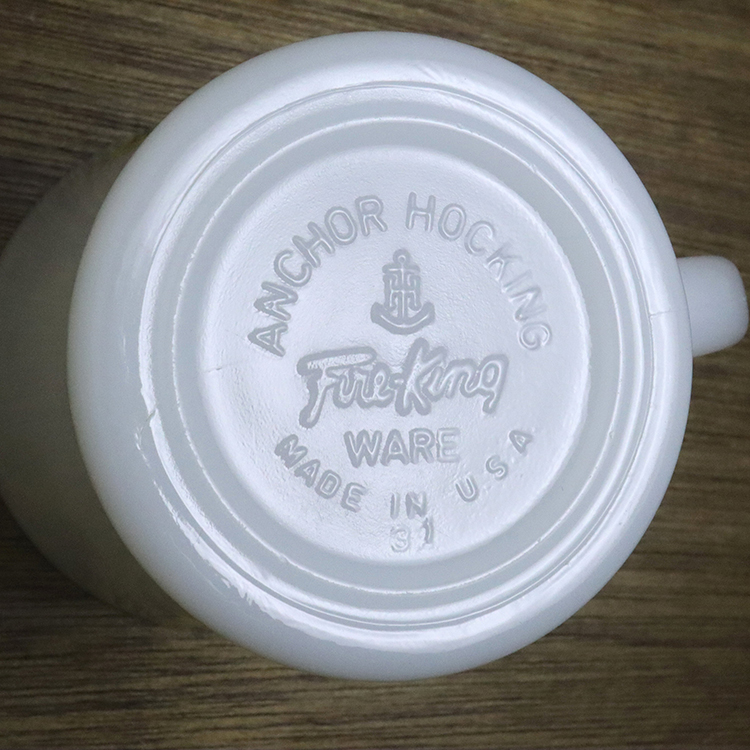 ANCHOR HOCKING
Fire-King
WARE
MADE IN U.S.A
31